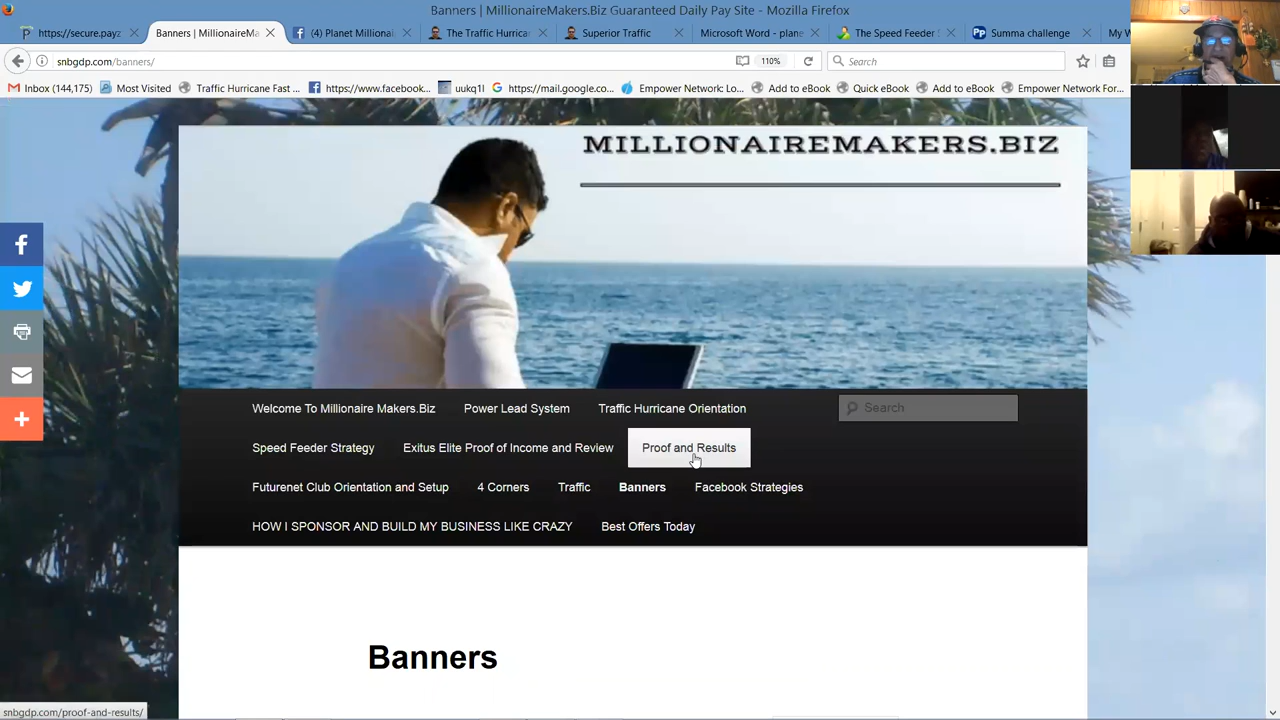 Banners | MillionaireMakers.Biz Guaranteed Daily Pay Site - Mozilla Firefox
https://secure.payz
Banners | MillionaireMa...
(4) Planet Millionai...
The Traffic Hurrican
Superior Traffic
Microsoft Word - plane
The Speed Feeder S
Summa challenge
My W
snbgdp.com/banners/
110%
Search
Inbox (144,175)
Most Visited
Traffic Hurricane Fast ...
https://www.facebook...
uukq1l
https://mail.google.co...
Empower Network: Lo...
Add to eBook
Quick eBook
Add to eBook
Empower Network For...
MILLIONAIREMAKERS.BIZ
Welcome To Millionaire Makers.Biz
Power Lead System
Traffic Hurricane Orientation
Search
Speed Feeder Strategy
Exitus Elite Proof of Income and Review
Proof and Results
Futurenet Club Orientation and Setup
4 Corners
Traffic
Banners
Facebook Strategies
HOW I SPONSOR AND BUILD MY BUSINESS LIKE CRAZY
Best Offers Today
Banners
snbgdp.com/proof-and-results/